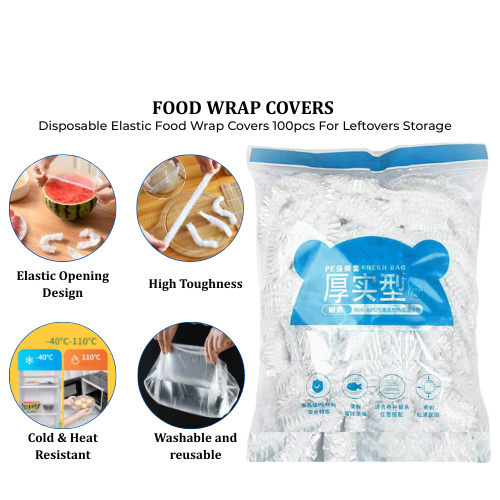 FOOD WRAP COVERS
Disposable Elastic Food Wrap Covers 100pcs For Leftovers Storage
Elastic Opening
Design
High Toughness
-40°C-110°C
-40°C
110°C
Cold & Heat
Resistant
Washable and
reusable
PE保鲜套 FRESH BAG
厚实型